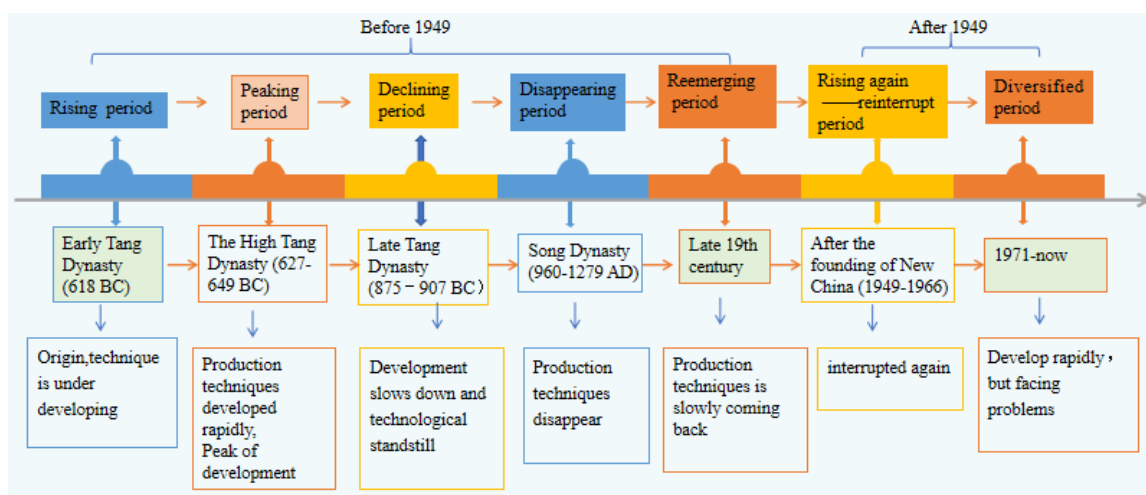 Before 1949
After 1949
Rising period
Peaking
period
Declining
period
Disappearing
period
Reemerging
period
Rising again
——reinterrupt
period
Diversified
period
Early Tang
Dynasty
(618 BC)
The High Tang
Dynasty (627-
649 BC)
Late Tang
Dynasty
(875－907 BC）
Song Dynasty
(960-1279 AD)
Late 19th
century
After the
founding of New
China (1949-1966)
1971-now
Origin,technique
is under
developing
Production
techniques
developed
rapidly,
Peak of
development
Development
slows down and
technological
standstill
Production
techniques
disappear
Production
techniques is
slowly coming
back
interrupted again
Develop rapidly，
but facing
problems